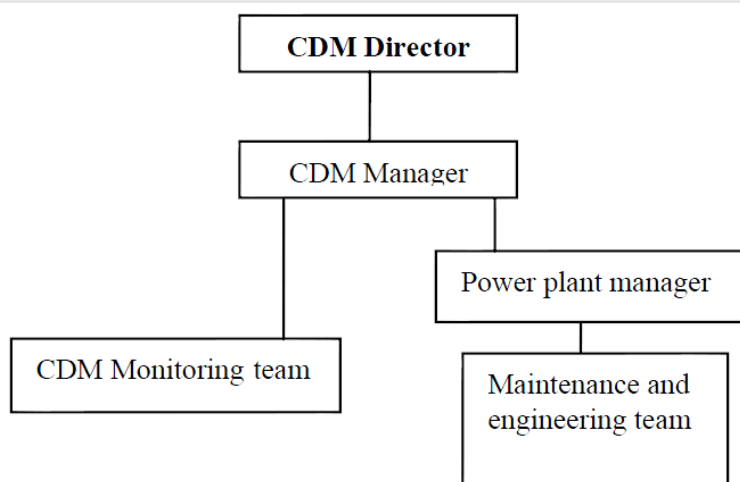 CDM Director
CDM Manager
Power plant manager
CDM Monitoring team
Maintenance and
engineering team